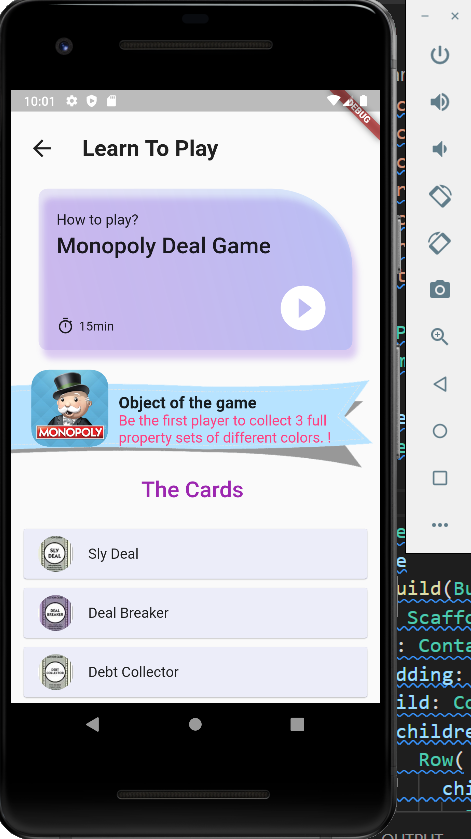 10:01
DEBUG
Learn To Play
How to play?
Monopoly Deal Game
15min
MONOPOLY
Object of the game
Be the first player to collect 3 full
property sets of different colors. !
The Cards
SLY
DEAL
Sly Deal
DEAL
BREAKER
Deal Breaker
DEBT
COLLECTOR
Debt Collector
uild(Bu
Scaffo
: Conta
dding:
ild: Co
children
Row(
chi
OUTPUT